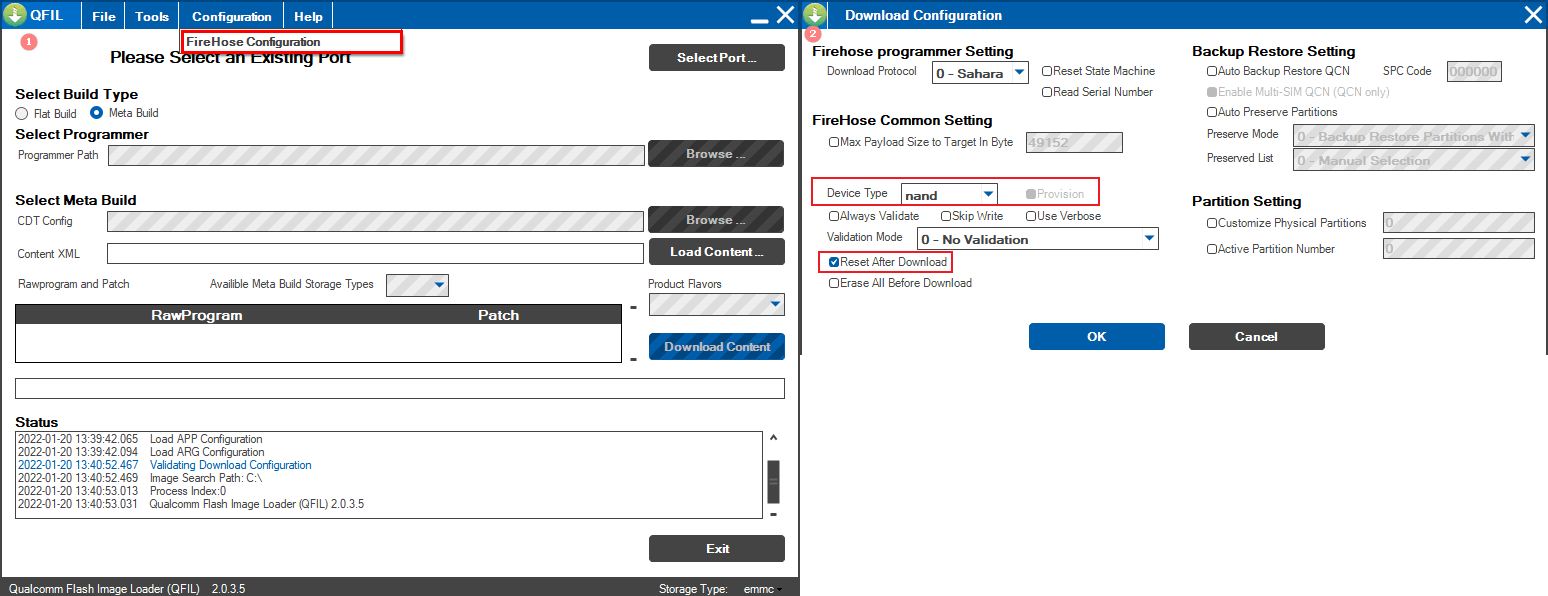 QFIL File Tools Configuration Help
FireHose Configuration
1
Please Select an Existing Port
Select Port ...
Select Build Type
Flat Build Meta Build
Select Programmer
Programmer Path Browse ...
Select Meta Build
CDT Config Browse ...
Content XML Load Content ...
Rawprogram and Patch Availible Meta Build Storage Types Product Flavors
RawProgram Patch
Download Content
Status
2022-01-20 13:39:42.065 Load APP Configuration
2022-01-20 13:39:42.094 Load ARG Configuration
2022-01-20 13:40:52.467 Validating Download Configuration
2022-01-20 13:40:52.469 Image Search Path: C:\
2022-01-20 13:40:53.013 Process Index:0
2022-01-20 13:40:53.031 Qualcomm Flash Image Loader (QFIL) 2.0.3.5
Exit
Qualcomm Flash Image Loader (QFIL) 2.0.3.5 Storage Type: emmc
Download Configuration
2
Firehose programmer Setting
Download Protocol 0 - Sahara Reset State Machine
Read Serial Number
FireHose Common Setting
Max Payload Size to Target In Byte 49152
Device Type nand Provision
Always Validate Skip Write Use Verbose
Validation Mode 0 - No Validation
Reset After Download
Erase All Before Download
Backup Restore Setting
Auto Backup Restore QCN SPC Code 000000
Enable Multi-SIM QCN (QCN only)
Auto Preserve Partitions
Preserve Mode 0 - Backup Restore Partitions With
Preserved List 0 - Manual Selection
Partition Setting
Customize Physical Partitions 0
Active Partition Number 0
OK Cancel